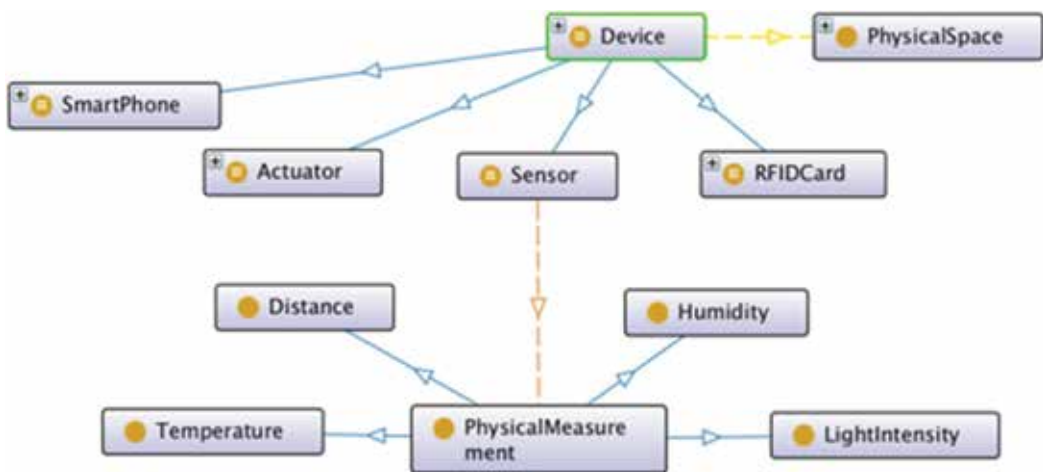 Device
PhysicalSpace
SmartPhone
Actuator
Sensor
RFIDCard
Distance
Humidity
Temperature
PhysicalMeasure
ment
LightIntensity